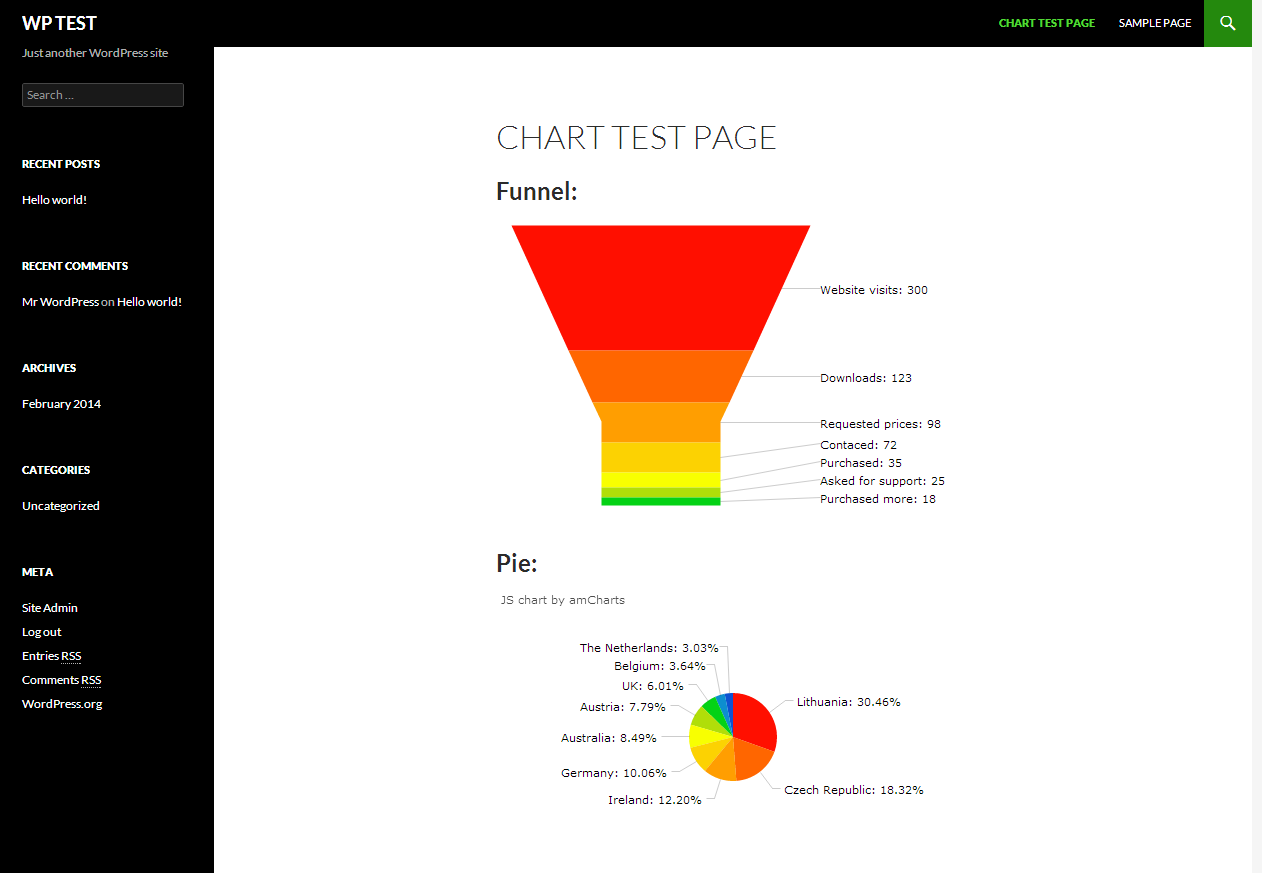 WP TEST
Just another WordPress site
Search ...
RECENT POSTS
Hello world!
RECENT COMMENTS
Mr WordPress on Hello world!
ARCHIVES
February 2014
CATEGORIES
Uncategorized
META
Site Admin
Log out
Entries RSS
Comments RSS
WordPress.org
CHART TEST PAGE
SAMPLE PAGE
CHART TEST PAGE
Funnel:
Website visits: 300
Downloads: 123
Requested prices: 98
Contaced: 72
Purchased: 35
Asked for support: 25
Purchased more: 18
Pie:
JS chart by amCharts
The Netherlands: 3.03%
Belgium: 3.64%
UK: 6.01%
Austria: 7.79%
Australia: 8.49%
Germany: 10.06%
Ireland: 12.20%
Lithuania: 30.46%
Czech Republic: 18.32%